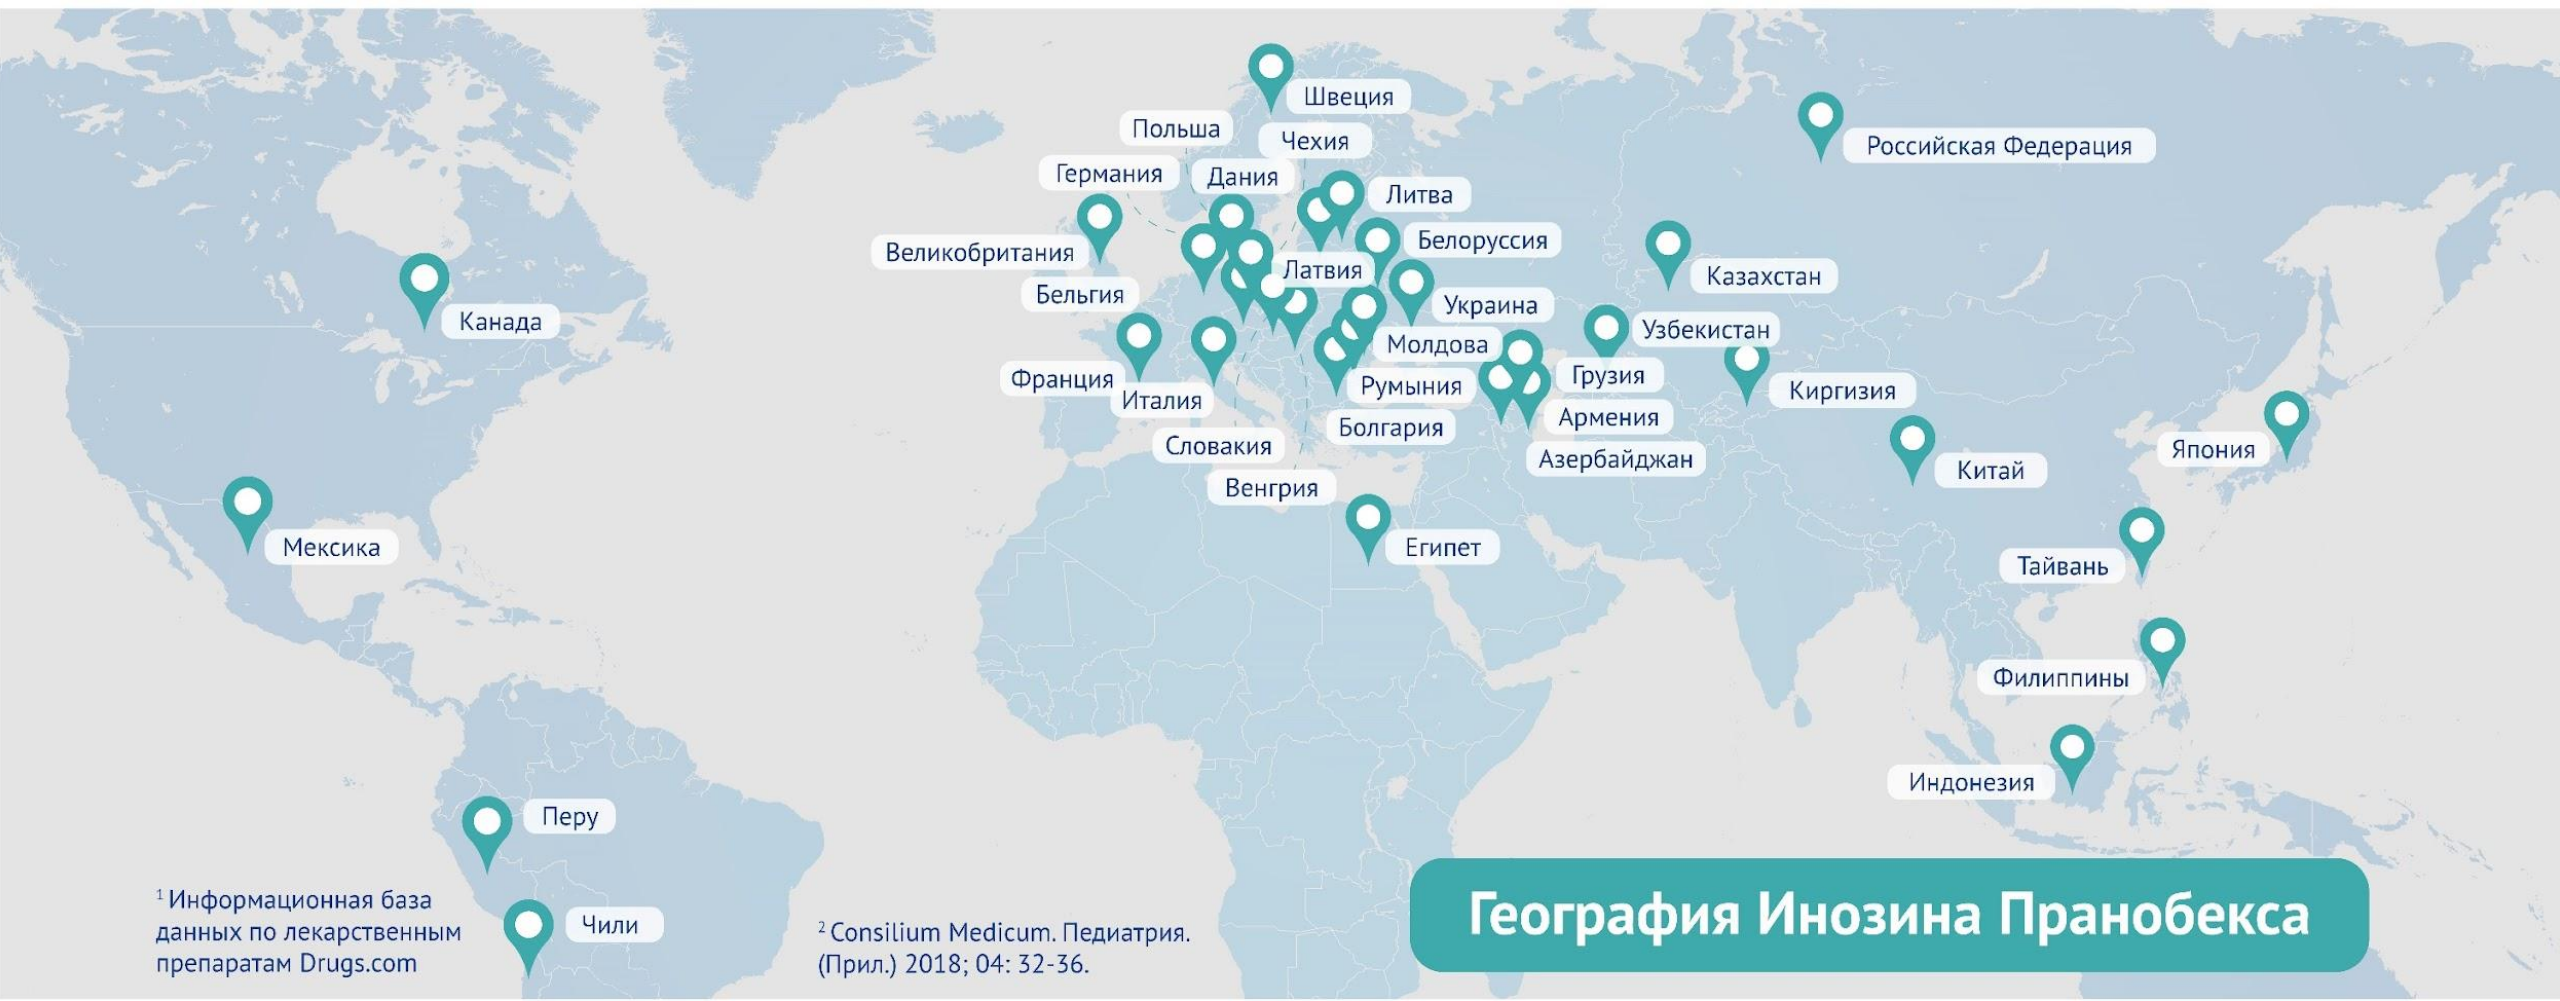 Швеция
Польша
Чехия
Российская Федерация
Германия
Дания
Литва
Великобритания
Белоруссия
Латвия
Казахстан
Бельгия
Украина
Канада
Узбекистан
Молдова
Франция
Румыния
Грузия
Киргизия
Италия
Армения
Болгария
Словакия
Азербайджан
Япония
Китай
Венгрия
Мексика
Египет
Тайвань
Филиппины
Индонезия
Перу
Чили
География Инозина Пранобекса
1 Информационная база
данных по лекарственным
препаратам Drugs.com
2 Consilium Medicum. Педиатрия.
(Прил.) 2018; 04: 32-36.